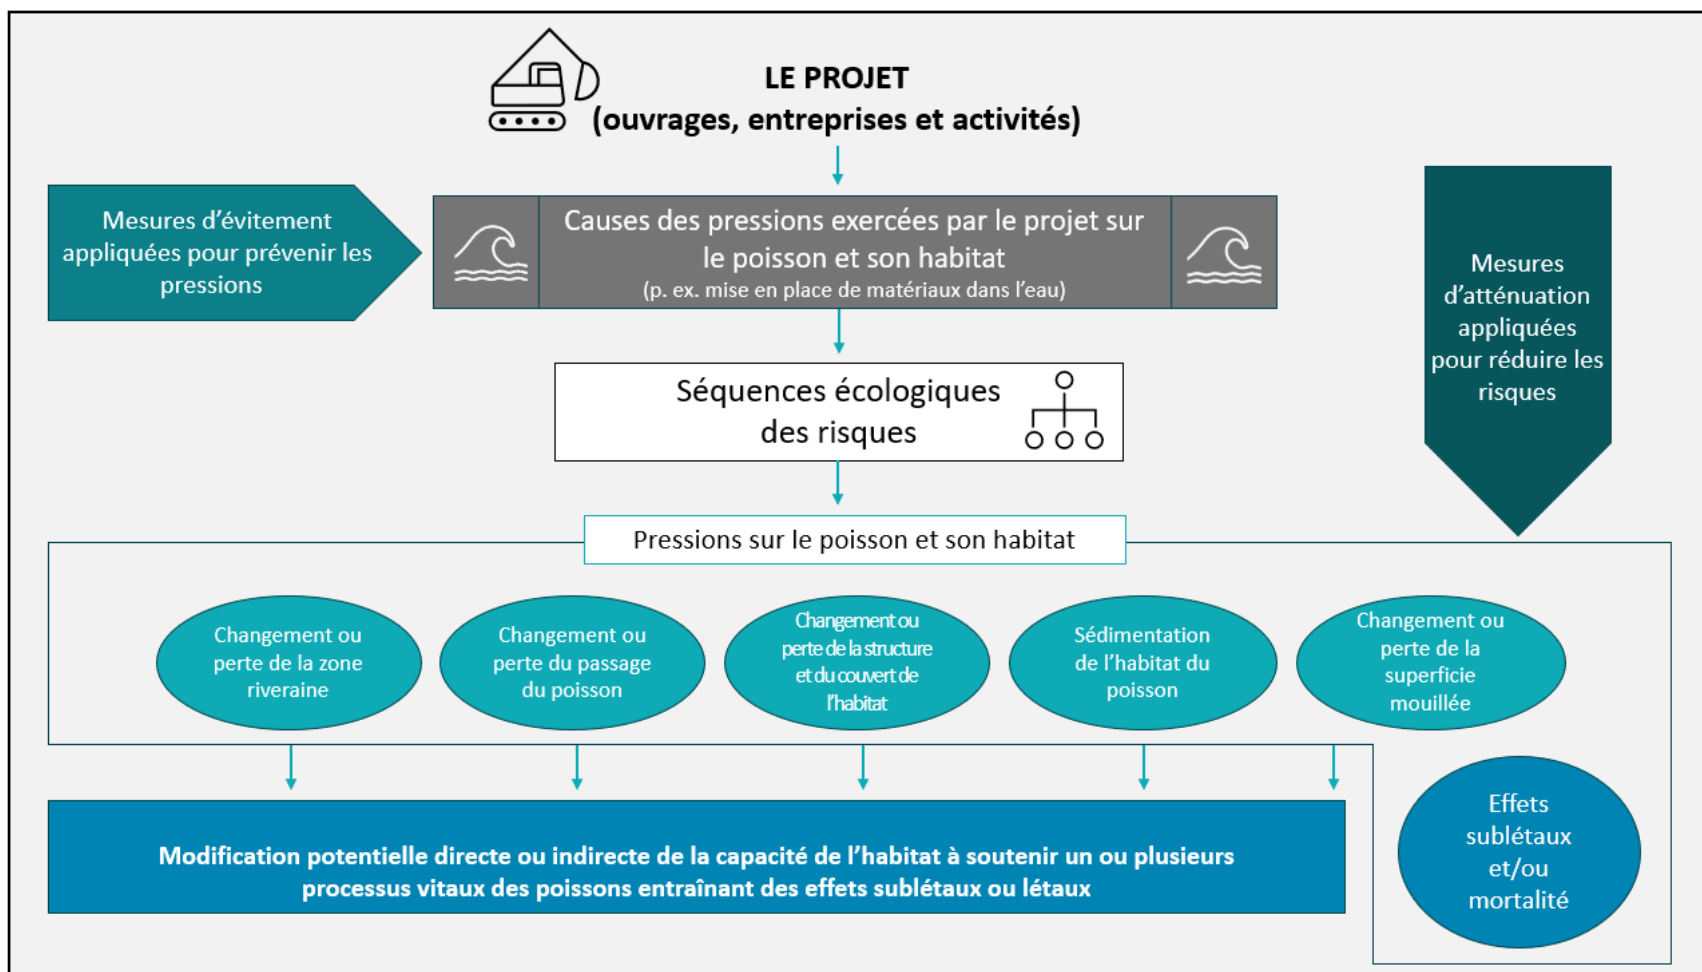 LE PROJET
(ouvrages, entreprises et activités)
Mesures d’évitement
appliquées pour prévenir les
pressions
Causes des pressions exercées par le projet sur
le poisson et son habitat
(p. ex. mise en place de matériaux dans l’eau)
Mesures
d’atténuation
appliquées
pour réduire les
risques
Séquences écologiques
des risques
Pressions sur le poisson et son habitat
Changement ou
perte de la zone
riveraine
Changement ou
perte du passage
du poisson
Changement ou
perte de la structure
et du couvert de
l’habitat
Sédimentation
de l’habitat du
poisson
Changement ou
perte de la
superficie
mouillée
Modification potentielle directe ou indirecte de la capacité de l’habitat à soutenir un ou plusieurs
processus vitaux des poissons entraînant des effets sublétaux ou létaux
Effets
sublétaux
et/ou
mortalité